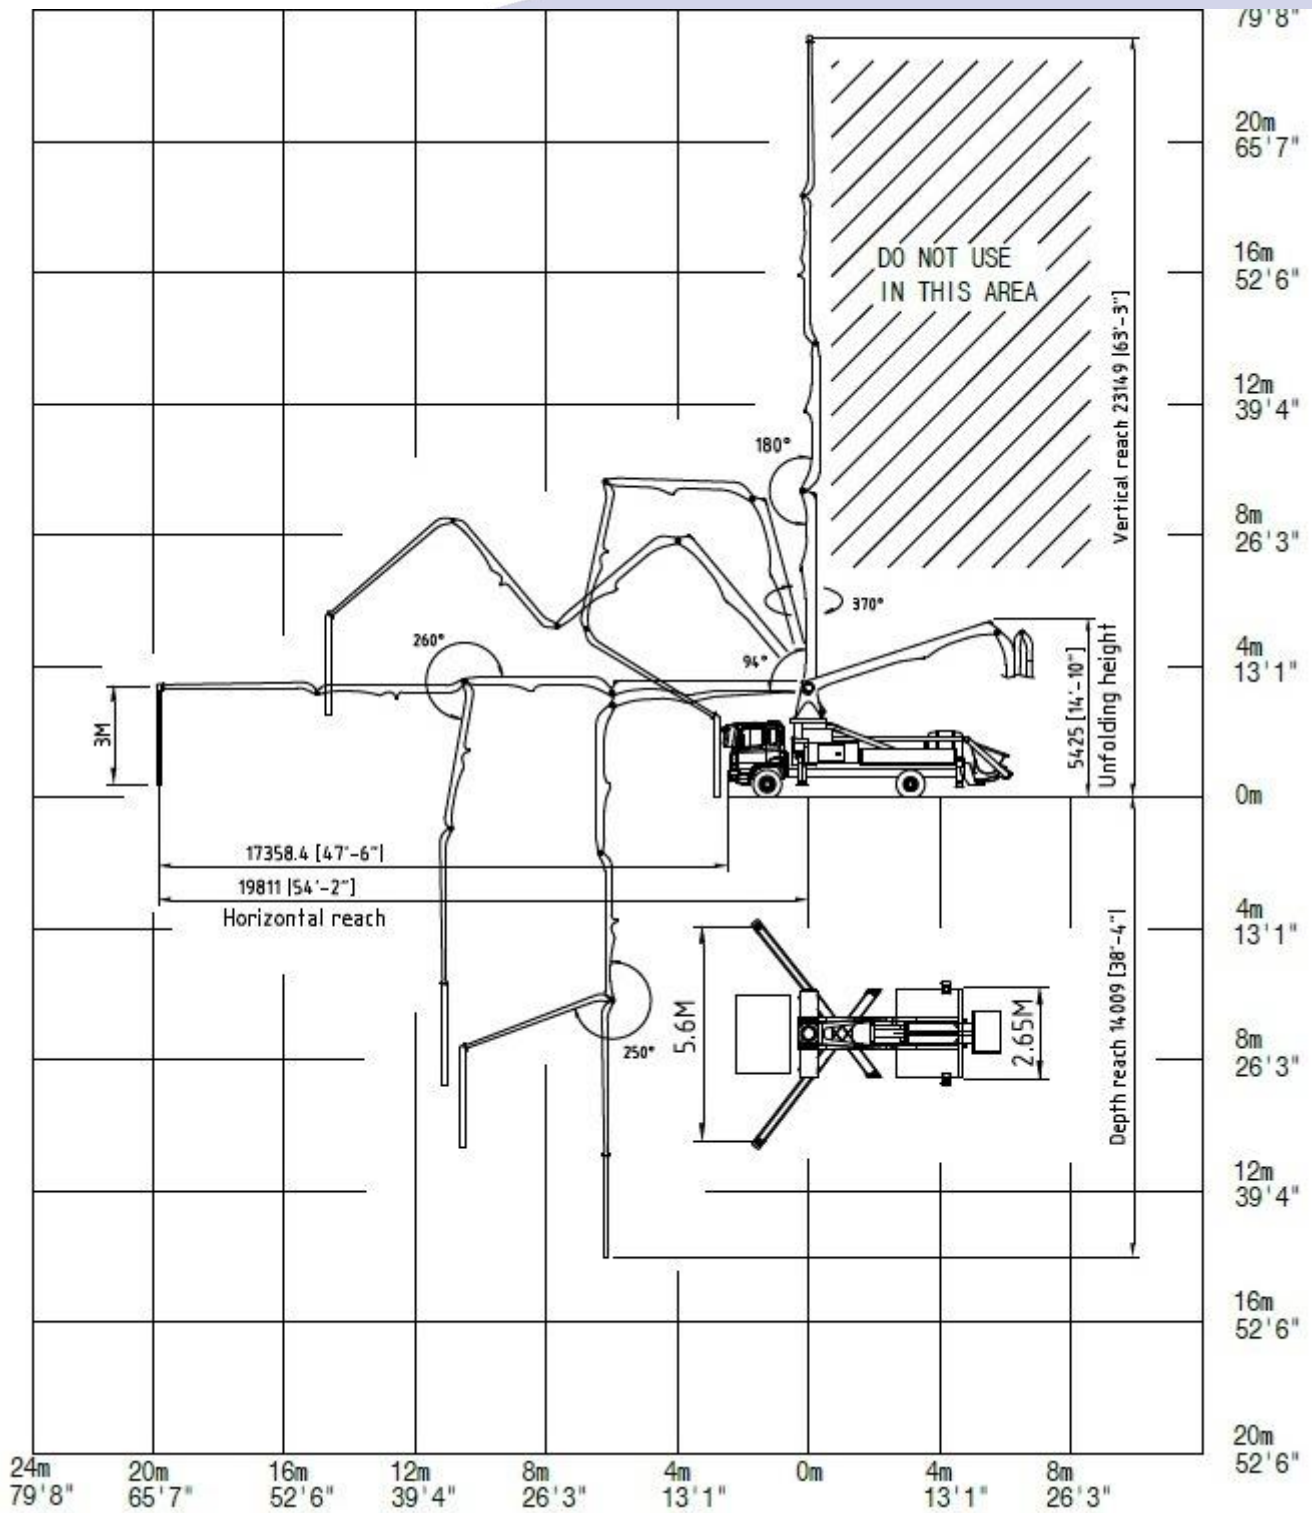 79'8"
20m
65'7"
16m
52'6"
DO NOT USE
IN THIS AREA
Vertical reach 23149 [63'-3"]
12m
39'4"
180°
8m
26'3"
370°
260°
94°
4m
13'1"
5425 [14'-10"]
Unfolding height
3M
0m
17358.4 [47'-6"]
19811 [54'-2"]
Horizontal reach
4m
13'1"
Depth reach 14009 [38'-4"]
5.6M
2.65M
250°
8m
26'3"
12m
39'4"
16m
52'6"
20m
52'6"
24m 20m 16m 12m 8m 4m 0m 4m 8m
79'8" 65'7" 52'6" 39'4" 26'3" 13'1" 13'1" 26'3"